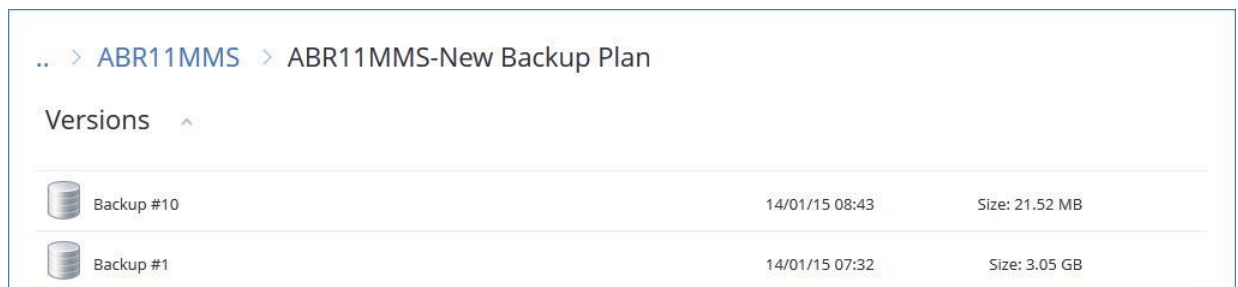 .. > ABR11MMS > ABR11MMS-New Backup Plan
Versions
Backup #10 14/01/15 08:43 Size: 21.52 MB
Backup #1 14/01/15 07:32 Size: 3.05 GB